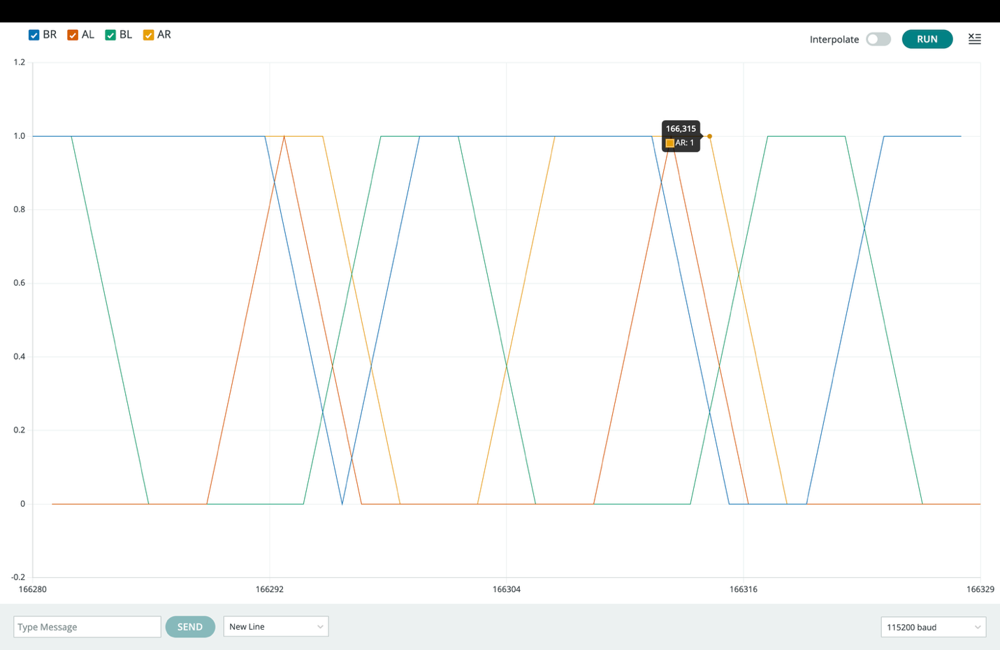 BR AL BL AR
Interpolate RUN
1.2
1.0
166,315
AR: 1
0.8
0.6
0.4
0.2
0
-0.2
166280 166292 166304 166316 166329
Type Message SEND New Line 115200 baud